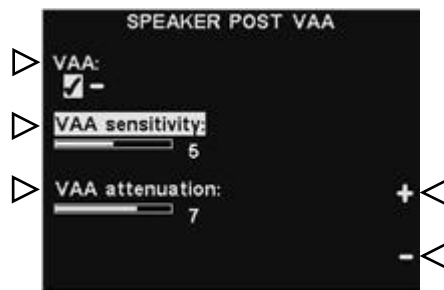 SPEAKER POST VAA
VAA:
✓ –
VAA sensitivity:
5
VAA attenuation:
7
+
–